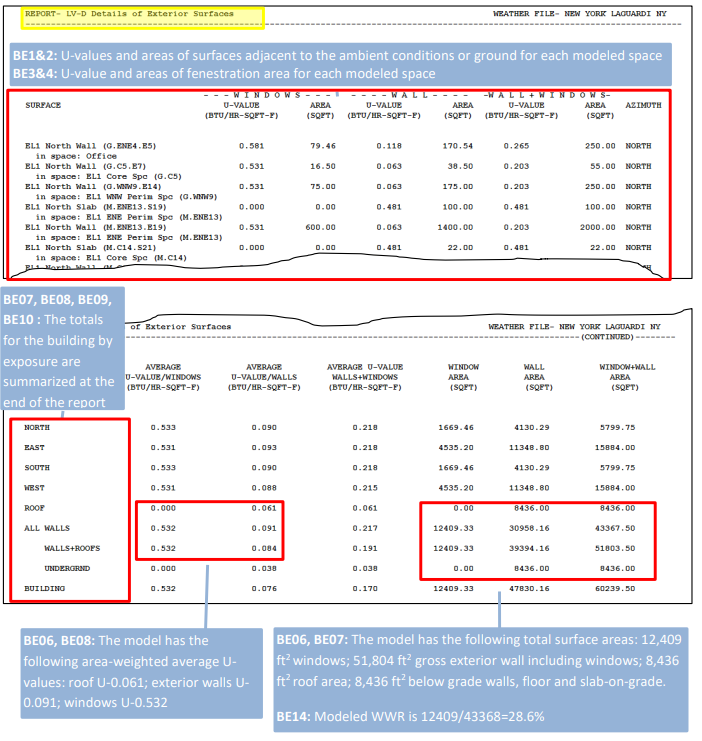 REPORT- LV-D Details of Exterior Surfaces WEATHER FILE- NEW YORK LAGUARDI NY
BE1&2: U-values and areas of surfaces adjacent to the ambient conditions or ground for each modeled space
BE3&4: U-value and areas of fenestration area for each modeled space
- - - W I N D O W S - - - - - - - W A L L - - - - -W A L L + W I N D O W S-
SURFACE U-VALUE AREA U-VALUE AREA U-VALUE AREA AZIMUTH
(BTU/HR-SQFT-F) (SQFT) (BTU/HR-SQFT-F) (SQFT) (BTU/HR-SQFT-F) (SQFT)
EL1 North Wall (G.ENE4.E5) 0.581 79.46 0.118 170.54 0.265 250.00 NORTH
in space: Office
EL1 North Wall (G.C5.E7) 0.531 16.50 0.063 38.50 0.203 55.00 NORTH
in space: EL1 Core Spc (G.C5)
EL1 North Wall (G.WNW9.E14) 0.531 75.00 0.063 175.00 0.203 250.00 NORTH
in space: EL1 WNW Perim Spc (G.WNW9)
EL1 North Slab (M.ENE13.S19) 0.000 0.00 0.481 100.00 0.481 100.00 NORTH
in space: EL1 ENE Perim Spc (M.ENE13)
EL1 North Wall (M.ENE13.E19) 0.531 600.00 0.063 1400.00 0.203 2000.00 NORTH
in space: EL1 ENE Perim Spc (M.ENE13)
EL1 North Slab (M.C14.S21) 0.000 0.00 0.481 22.00 0.481 22.00 NORTH
in space: EL1 Core Spc (M.C14)
BE07, BE08, BE09,
BE10 : The totals
for the building by
exposure are
summarized at the
end of the report
of Exterior Surfaces WEATHER FILE- NEW YORK LAGUARDI NY
(CONTINUED)
AVERAGE AVERAGE AVERAGE U-VALUE WINDOW WALL WINDOW+WALL
U-VALUE/WINDOWS U-VALUE/WALLS WALLS+WINDOWS AREA AREA AREA
(BTU/HR-SQFT-F) (BTU/HR-SQFT-F) (BTU/HR-SQFT-F) (SQFT) (SQFT) (SQFT)
NORTH 0.533 0.090 0.218 1669.46 4130.29 5799.75
EAST 0.531 0.093 0.218 4535.20 11348.80 15884.00
SOUTH 0.533 0.090 0.218 1669.46 4130.29 5799.75
WEST 0.531 0.088 0.215 4535.20 11348.80 15884.00
ROOF 0.000 0.061 0.061 0.00 8436.00 8436.00
ALL WALLS 0.532 0.091 0.217 12409.33 30958.16 43367.50
WALLS+ROOFS 0.532 0.084 0.191 12409.33 39394.16 51803.50
UNDERGRND 0.000 0.038 0.038 0.00 8436.00 8436.00
BUILDING 0.532 0.076 0.170 12409.33 47830.16 60239.50
BE06, BE08: The model has the
following area-weighted average U-
values: roof U-0.061; exterior walls U-
0.091; windows U-0.532
BE06, BE07: The model has the following total surface areas: 12,409
ft² windows; 51,804 ft² gross exterior wall including windows; 8,436
ft² roof area; 8,436 ft² below grade walls, floor and slab-on-grade.
BE14: Modeled WWR is 12409/43368=28.6%